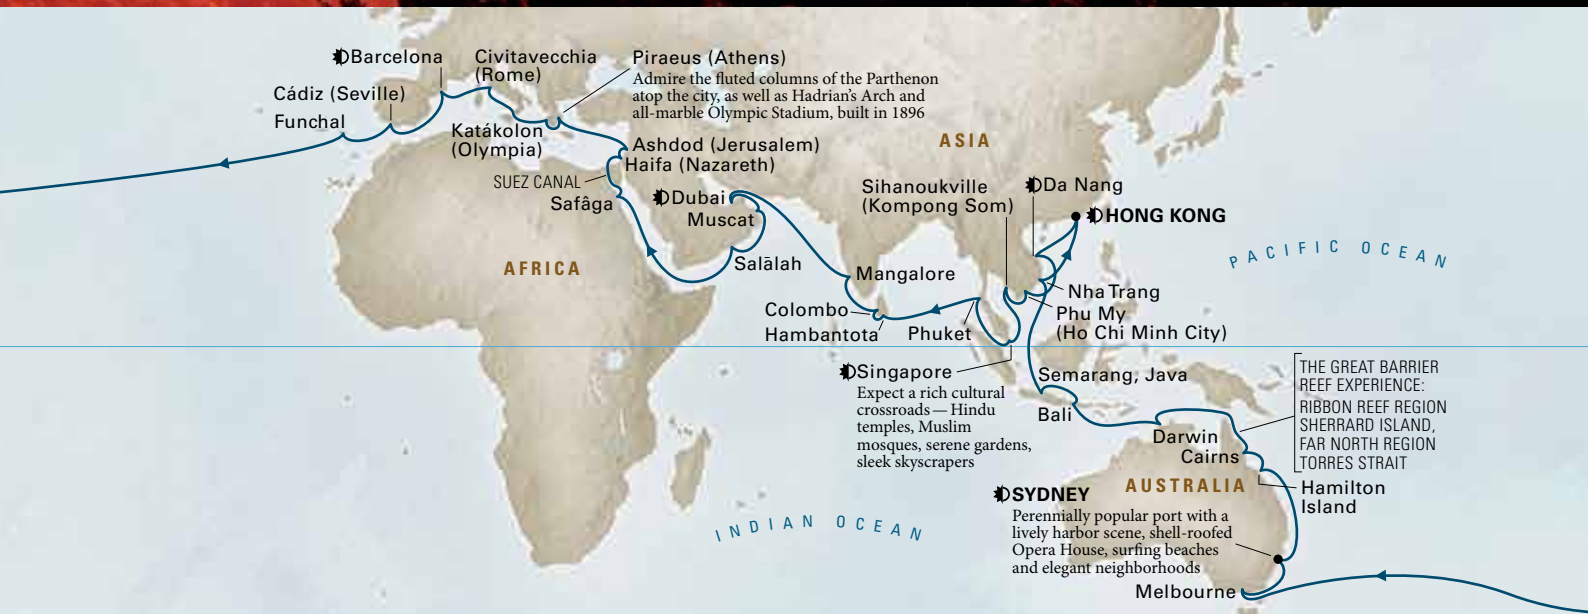 Barcelona
Civitavecchia
(Rome)
Piraeus (Athens)
Admire the fluted columns of the Parthenon
atop the city, as well as Hadrian's Arch and
all-marble Olympic Stadium, built in 1896
Cádiz (Seville)
Funchal
Katákolon
(Olympia)
Ashdod (Jerusalem)
Haifa (Nazareth)
SUEZ CANAL
Safâga
Dubai
Muscat
Salālah
ASIA
AFRICA
Sihanoukville
(Kompong Som)
Da Nang
HONG KONG
PACIFIC OCEAN
Mangalore
Colombo
Hambantota
Phuket
Nha Trang
Phu My
(Ho Chi Minh City)
Singapore
Expect a rich cultural
crossroads — Hindu
temples, Muslim
mosques, serene gardens,
sleek skyscrapers
Semarang, Java
Bali
Darwin
Cairns
THE GREAT BARRIER
REEF EXPERIENCE:
RIBBON REEF REGION
SHERRARD ISLAND,
FAR NORTH REGION
TORRES STRAIT
AUSTRALIA
Hamilton
Island
INDIAN OCEAN
SYDNEY
Perennially popular port with a
lively harbor scene, shell-roofed
Opera House, surfing beaches
and elegant neighborhoods
Melbourne